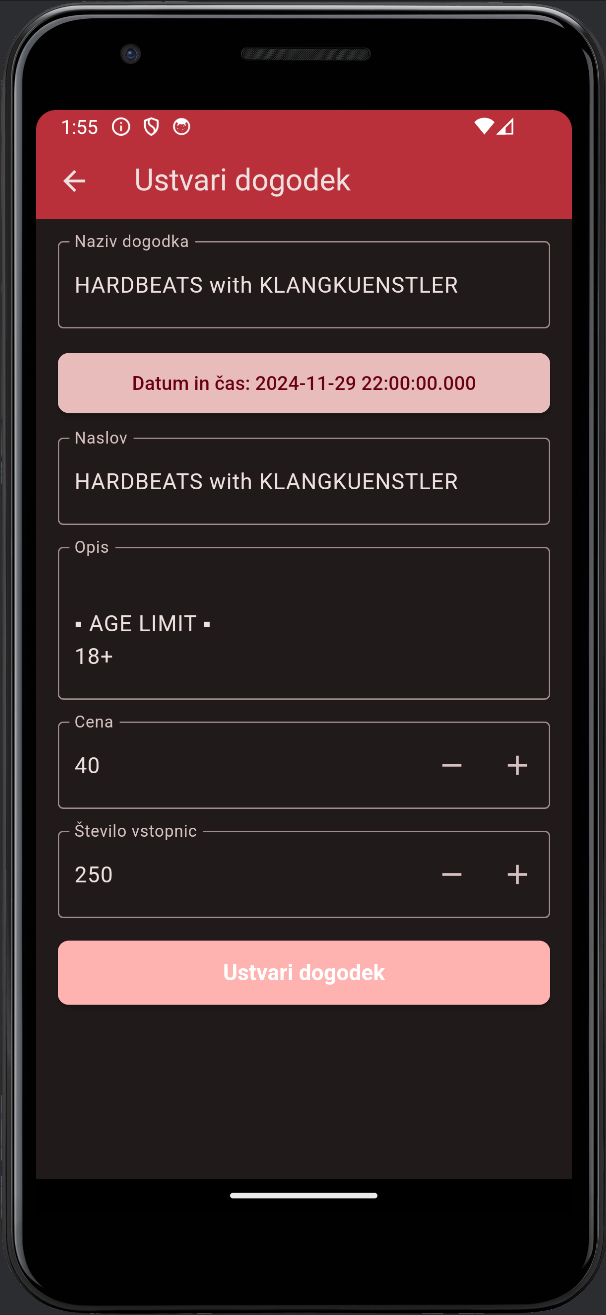 1:55
Ustvari dogodek
Naziv dogodka
HARDBEATS with KLANGKUENSTLER
Datum in čas: 2024-11-29 22:00:00.000
Naslov
HARDBEATS with KLANGKUENSTLER
Opis
▪ AGE LIMIT ▪
18+
Cena
40
Število vstopnic
250
Ustvari dogodek